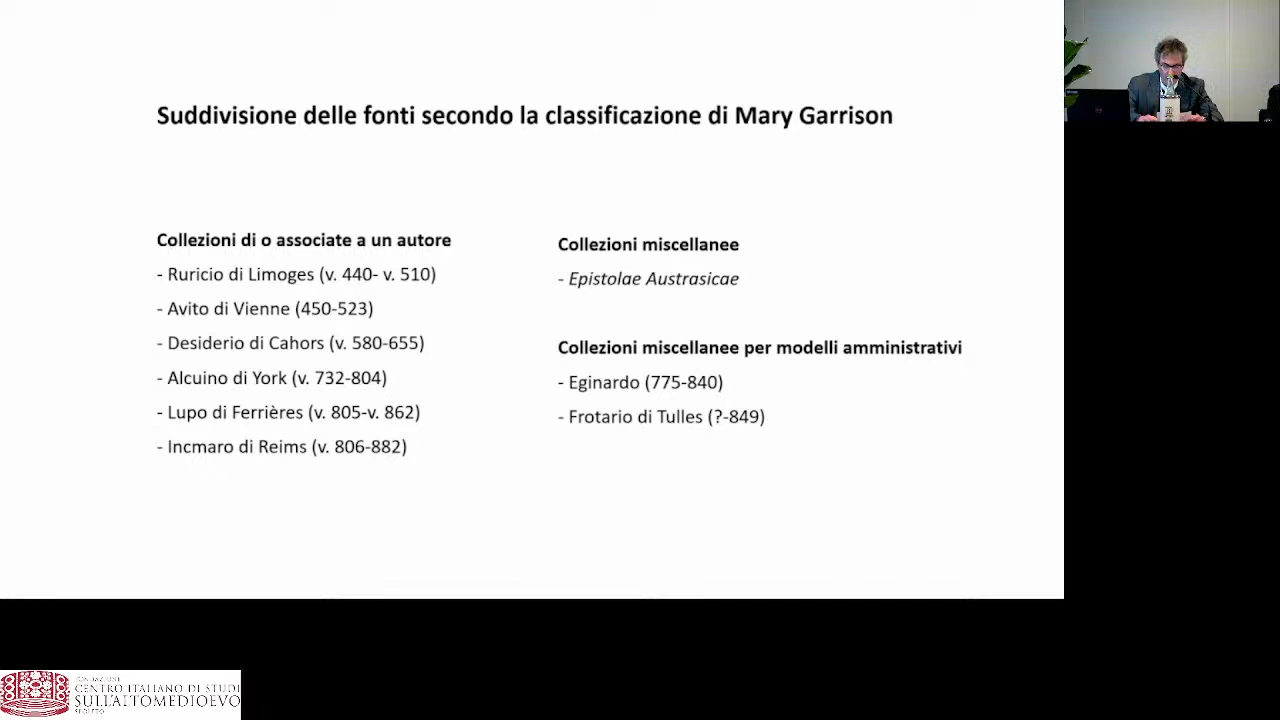 Suddivisione delle fonti secondo la classificazione di Mary Garrison
Collezioni di o associate a un autore
- Ruricio di Limoges (v. 440- v. 510)
- Avito di Vienne (450-523)
- Desiderio di Cahors (v. 580-655)
- Alcuino di York (v. 732-804)
- Lupo di Ferrières (v. 805-v. 862)
- Incmaro di Reims (v. 806-882)
Collezioni miscellanee
- Epistolae Austrasicae
Collezioni miscellanee per modelli amministrativi
- Eginardo (775-840)
- Frotario di Tulles (?-849)
FONDAZIONE
CENTRO ITALIANO DI STUDI
SULL'ALTOMEDIOEVO
SPOLETO